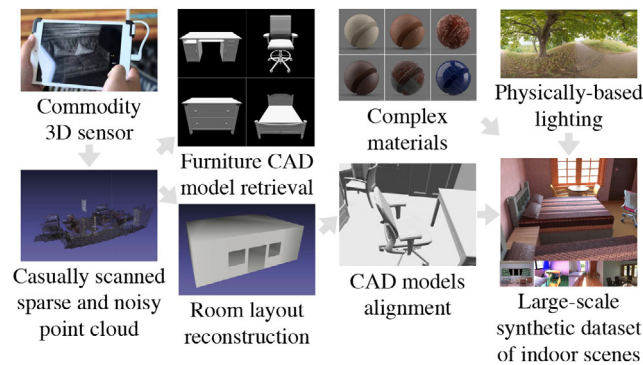 Commodity
3D sensor
Furniture CAD
model retrieval
Complex
materials
Physically-based
lighting
Casually scanned
sparse and noisy
point cloud
Room layout
reconstruction
CAD models
alignment
Large-scale
synthetic dataset
of indoor scenes